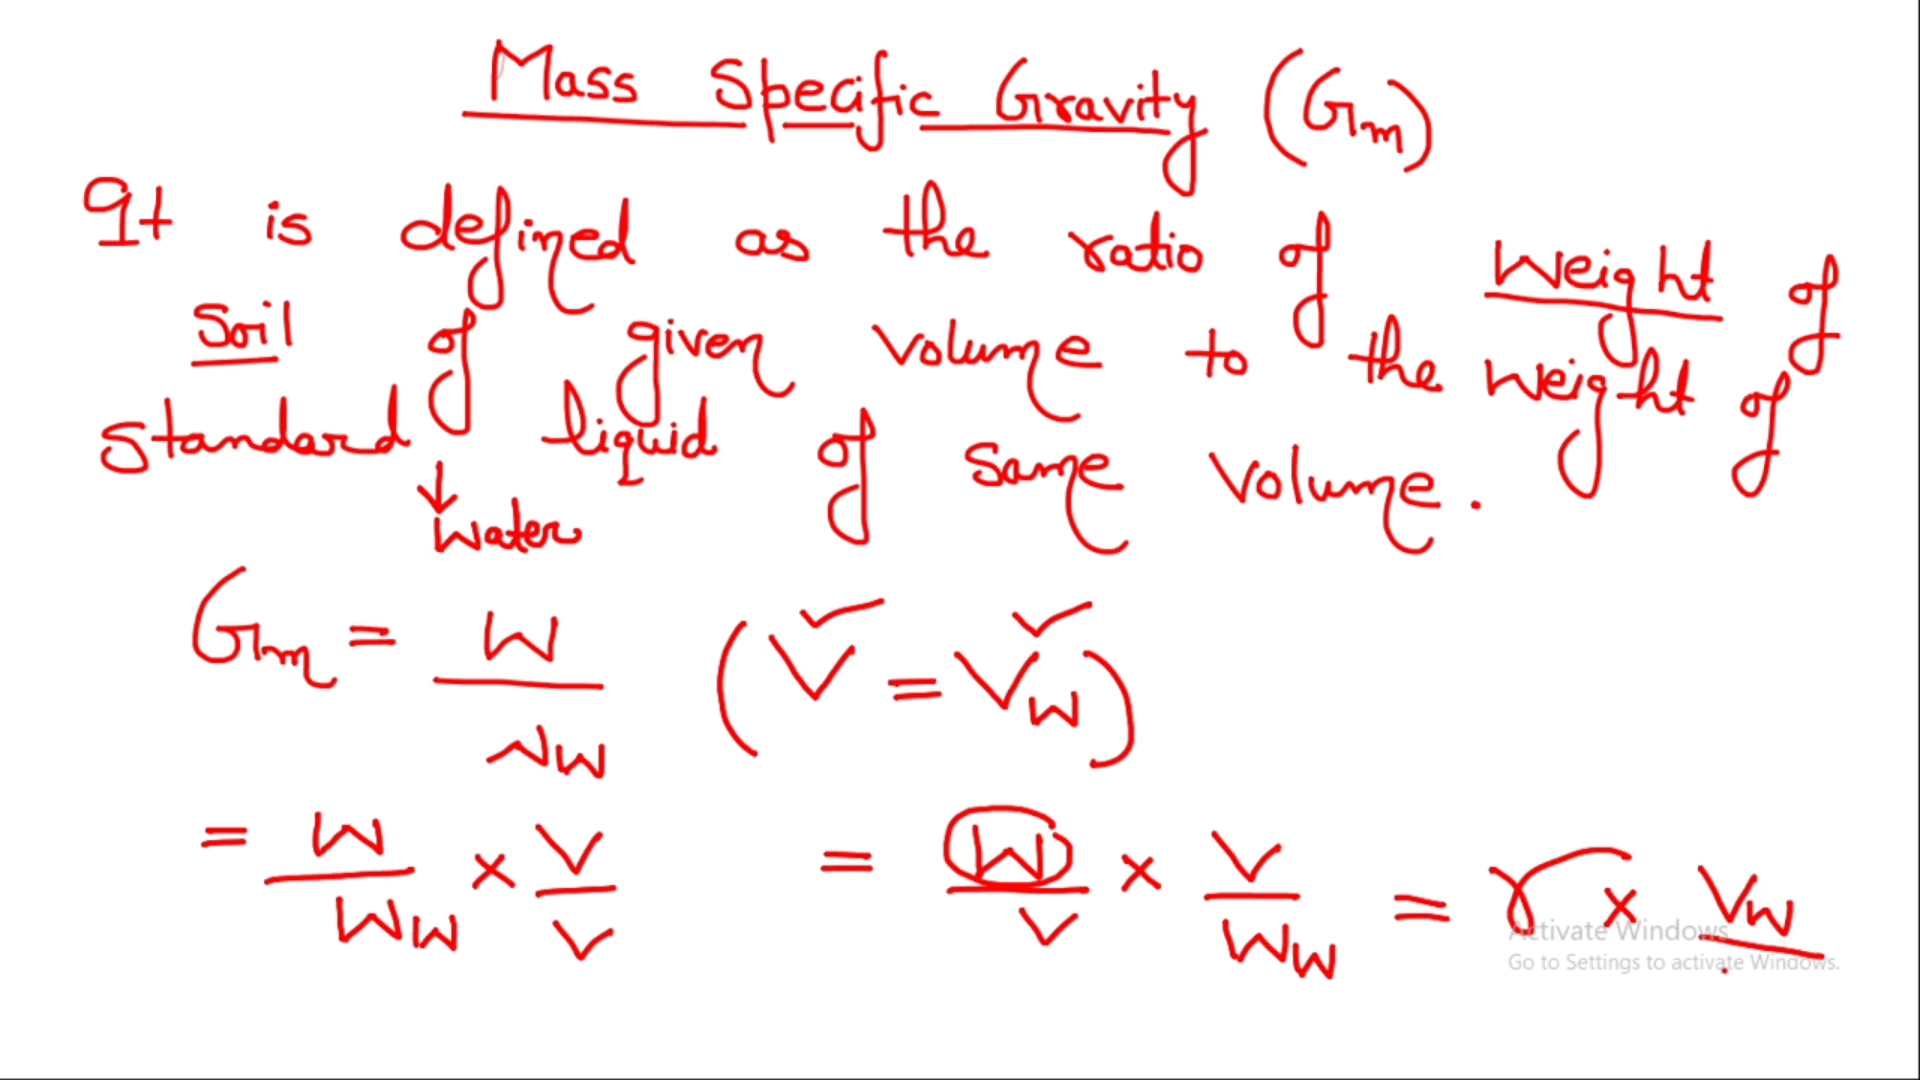 Mass Specific Gravity (Gm)
It is defined as the ratio of Weight of
soil of given volume to the weight of
standard liquid of same volume.
↓
Water
Gm = W / Ww (V = Vw)
= W / Ww × V / V = W / V × V / Ww = γ × Vw /
Activate Windows
Go to Settings to activate Windows.